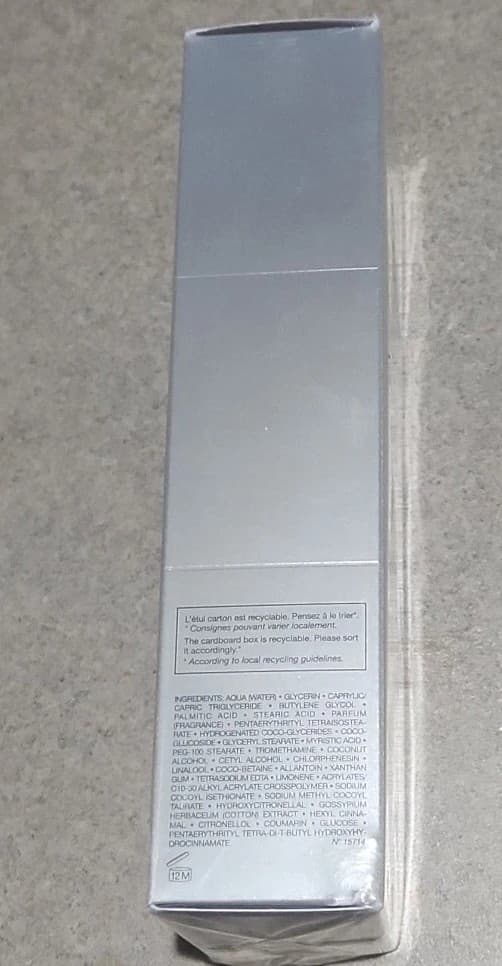 L'étui carton est recyclable. Pensez à le trier*.
* Consignes pouvant varier localement.
The cardboard box is recyclable. Please sort
it accordingly.*
* According to local recycling guidelines.
INGREDIENTS: AQUA (WATER) • GLYCERIN • CAPRYLIC/
CAPRIC TRIGLYCERIDE • BUTYLENE GLYCOL •
PALMITIC ACID • STEARIC ACID • PARFUM
(FRAGRANCE) • PENTAERYTHRITYL TETRAISOSTEA-
RATE • HYDROGENATED COCO-GLYCERIDES • COCO-
GLUCOSIDE • GLYCERYL STEARATE • MYRISTIC ACID •
PEG-100 STEARATE • TROMETHAMINE • COCONUT
ALCOHOL • CETYL ALCOHOL • CHLORPHENESIN •
LINALOOL • COCO-BETAINE • ALLANTOIN • XANTHAN
GUM • TETRASODIUM EDTA • LIMONENE • ACRYLATES/
C10-30 ALKYL ACRYLATE CROSSPOLYMER • SODIUM
COCOYL ISETHIONATE • SODIUM METHYL COCOYL
TAURATE • HYDROXYCITRONELLAL • GOSSYPIUM
HERBACEUM (COTTON) EXTRACT • HEXYL CINNA-
MAL • CITRONELLOL • COUMARIN • GLUCOSE •
PENTAERYTHRITYL TETRA-DI-T-BUTYL HYDROXYHY-
DROCINNAMATE. N° 15714
12 M